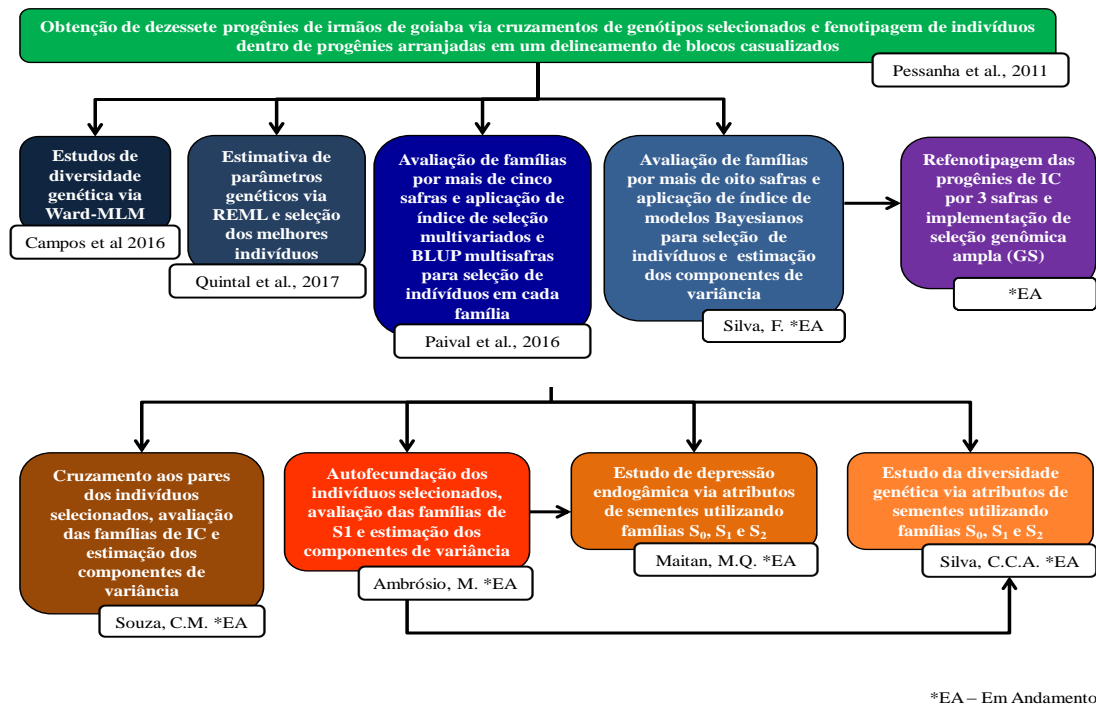 Obtenção de dezessete progênies de irmãos de goiaba via cruzamentos de genótipos selecionados e fenotipagem de indivíduos
dentro de progênies arranjadas em um delineamento de blocos casualizados
Pessanha et al., 2011
Estudos de
diversidade
genética via
Ward-MLM
Campos et al 2016
Estimativa de
parâmetros
genéticos via
REML e seleção
dos melhores
indivíduos
Quintal et al., 2017
Avaliação de famílias
por mais de cinco
safras e aplicação de
índice de seleção
multivariados e
BLUP multisafras
para seleção de
indíviduos em cada
família
Paival et al., 2016
Avaliação de famílias
por mais de oito safras e
aplicação de índice de
modelos Bayesianos
para seleção de
indivíduos e estimação
dos componentes de
variância
Silva, F. *EA
Refenotipagem das
progênies de IC
por 3 safras e
implementação de
seleção genômica
ampla (GS)
*EA
Cruzamento aos pares
dos indivíduos
selecionados, avaliação
das famílias de IC e
estimação dos
componentes de
variância
Souza, C.M. *EA
Autofecundação dos
indivíduos selecionados,
avaliação das famílias de
S1 e estimação dos
componentes de variância
Ambrósio, M. *EA
Estudo de depressão
endogâmica via atributos
de sementes utilizando
famílias S₀, S₁ e S₂
Maitan, M.Q. *EA
Estudo da diversidade
genética via atributos de
sementes utilizando
famílias S₀, S₁ e S₂
Silva, C.C.A. *EA
*EA – Em Andamento